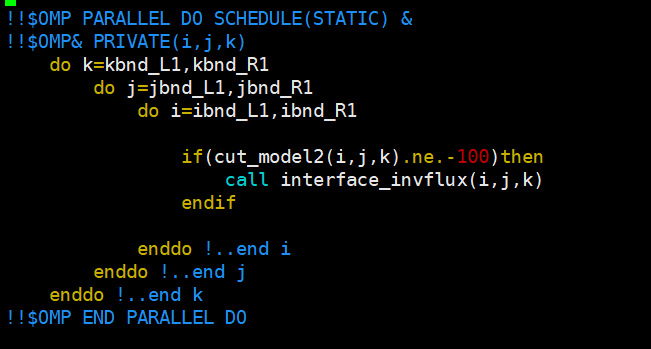 !!$OMP PARALLEL DO SCHEDULE(STATIC) &
!!$OMP& PRIVATE(i,j,k)
    do k=kbnd_L1,kbnd_R1
        do j=jbnd_L1,jbnd_R1
            do i=ibnd_L1,ibnd_R1

                if(cut_model2(i,j,k).ne.-100)then
                    call interface_invflux(i,j,k)
                endif

            enddo !..end i
        enddo !..end j
    enddo !..end k
!!$OMP END PARALLEL DO